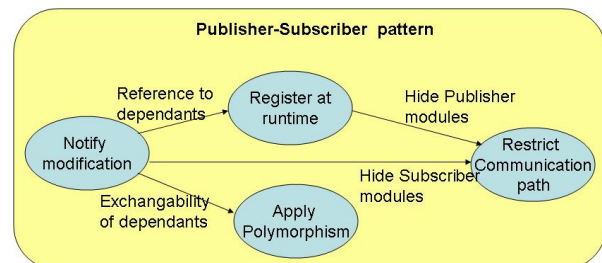 Publisher-Subscriber pattern
Reference to
dependants
Register at
runtime
Hide Publisher
modules
Notify
modification
Restrict
Communication
path
Hide Subscriber
modules
Exchangability
of dependants
Apply
Polymorphism